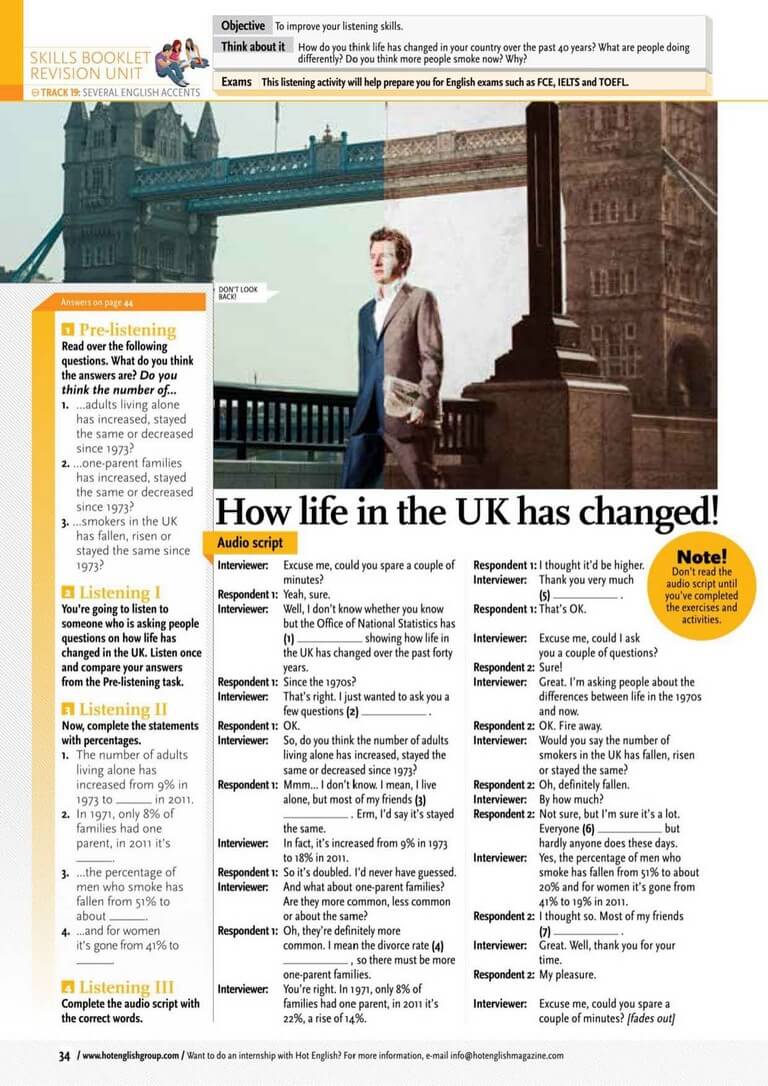 SKILLS BOOKLET
REVISION UNIT
TRACK 19: SEVERAL ENGLISH ACCENTS
Objective To improve your listening skills.
Think about it How do you think life has changed in your country over the past 40 years? What are people doing
differently? Do you think more people smoke now? Why?
Exams This listening activity will help prepare you for English exams such as FCE, IELTS and TOEFL.
DON'T LOOK
BACK!
Answers on page 44
1 Pre-listening
Read over the following
questions. What do you think
the answers are? Do you
think the number of...
1. ...adults living alone
has increased, stayed
the same or decreased
since 1973?
2. ...one-parent families
has increased, stayed
the same or decreased
since 1973?
3. ...smokers in the UK
has fallen, risen or
stayed the same since
1973?
2 Listening I
You're going to listen to
someone who is asking people
questions on how life has
changed in the UK. Listen once
and compare your answers
from the Pre-listening task.
3 Listening II
Now, complete the statements
with percentages.
1. The number of adults
living alone has
increased from 9% in
1973 to ______ in 2011.
2. In 1971, only 8% of
families had one
parent, in 2011 it's
______.
3. ...the percentage of
men who smoke has
fallen from 51% to
about ______.
4. ...and for women
it's gone from 41% to
______.
4 Listening III
Complete the audio script with
the correct words.
How life in the UK has changed!
Audio script
Interviewer: Excuse me, could you spare a couple of
minutes?
Respondent 1: Yeah, sure.
Interviewer: Well, I don't know whether you know
but the Office of National Statistics has
(1) ____________ showing how life in
the UK has changed over the past forty
years.
Respondent 1: Since the 1970s?
Interviewer: That's right. I just wanted to ask you a
few questions (2) ____________ .
Respondent 1: OK.
Interviewer: So, do you think the number of adults
living alone has increased, stayed the
same or decreased since 1973?
Respondent 1: Mmm... I don't know. I mean, I live
alone, but most of my friends (3)
____________ . Erm, I'd say it's stayed
the same.
Interviewer: In fact, it's increased from 9% in 1973
to 18% in 2011.
Respondent 1: So it's doubled. I'd never have guessed.
Interviewer: And what about one-parent families?
Are they more common, less common
or about the same?
Respondent 1: Oh, they're definitely more
common. I mean the divorce rate (4)
____________ , so there must be more
one-parent families.
Interviewer: You're right. In 1971, only 8% of
families had one parent, in 2011 it's
22%, a rise of 14%.
Respondent 1: I thought it'd be higher.
Interviewer: Thank you very much
(5) ____________ .
Respondent 1: That's OK.
Interviewer: Excuse me, could I ask
you a couple of questions?
Respondent 2: Sure!
Interviewer: Great. I'm asking people about the
differences between life in the 1970s
and now.
Respondent 2: OK. Fire away.
Interviewer: Would you say the number of
smokers in the UK has fallen, risen
or stayed the same?
Respondent 2: Oh, definitely fallen.
Interviewer: By how much?
Respondent 2: Not sure, but I'm sure it's a lot.
Everyone (6) ____________ but
hardly anyone does these days.
Interviewer: Yes, the percentage of men who
smoke has fallen from 51% to about
20% and for women it's gone from
41% to 19% in 2011.
Respondent 2: I thought so. Most of my friends
(7) ____________ .
Interviewer: Great. Well, thank you for your
time.
Respondent 2: My pleasure.
Interviewer: Excuse me, could you spare a
couple of minutes? [fades out]
Note!
Don't read the
audio script until
you've completed
the exercises and
activities.
34 / www.hotenglishgroup.com / Want to do an internship with Hot English? For more information, e-mail info@hotenglishmagazine.com